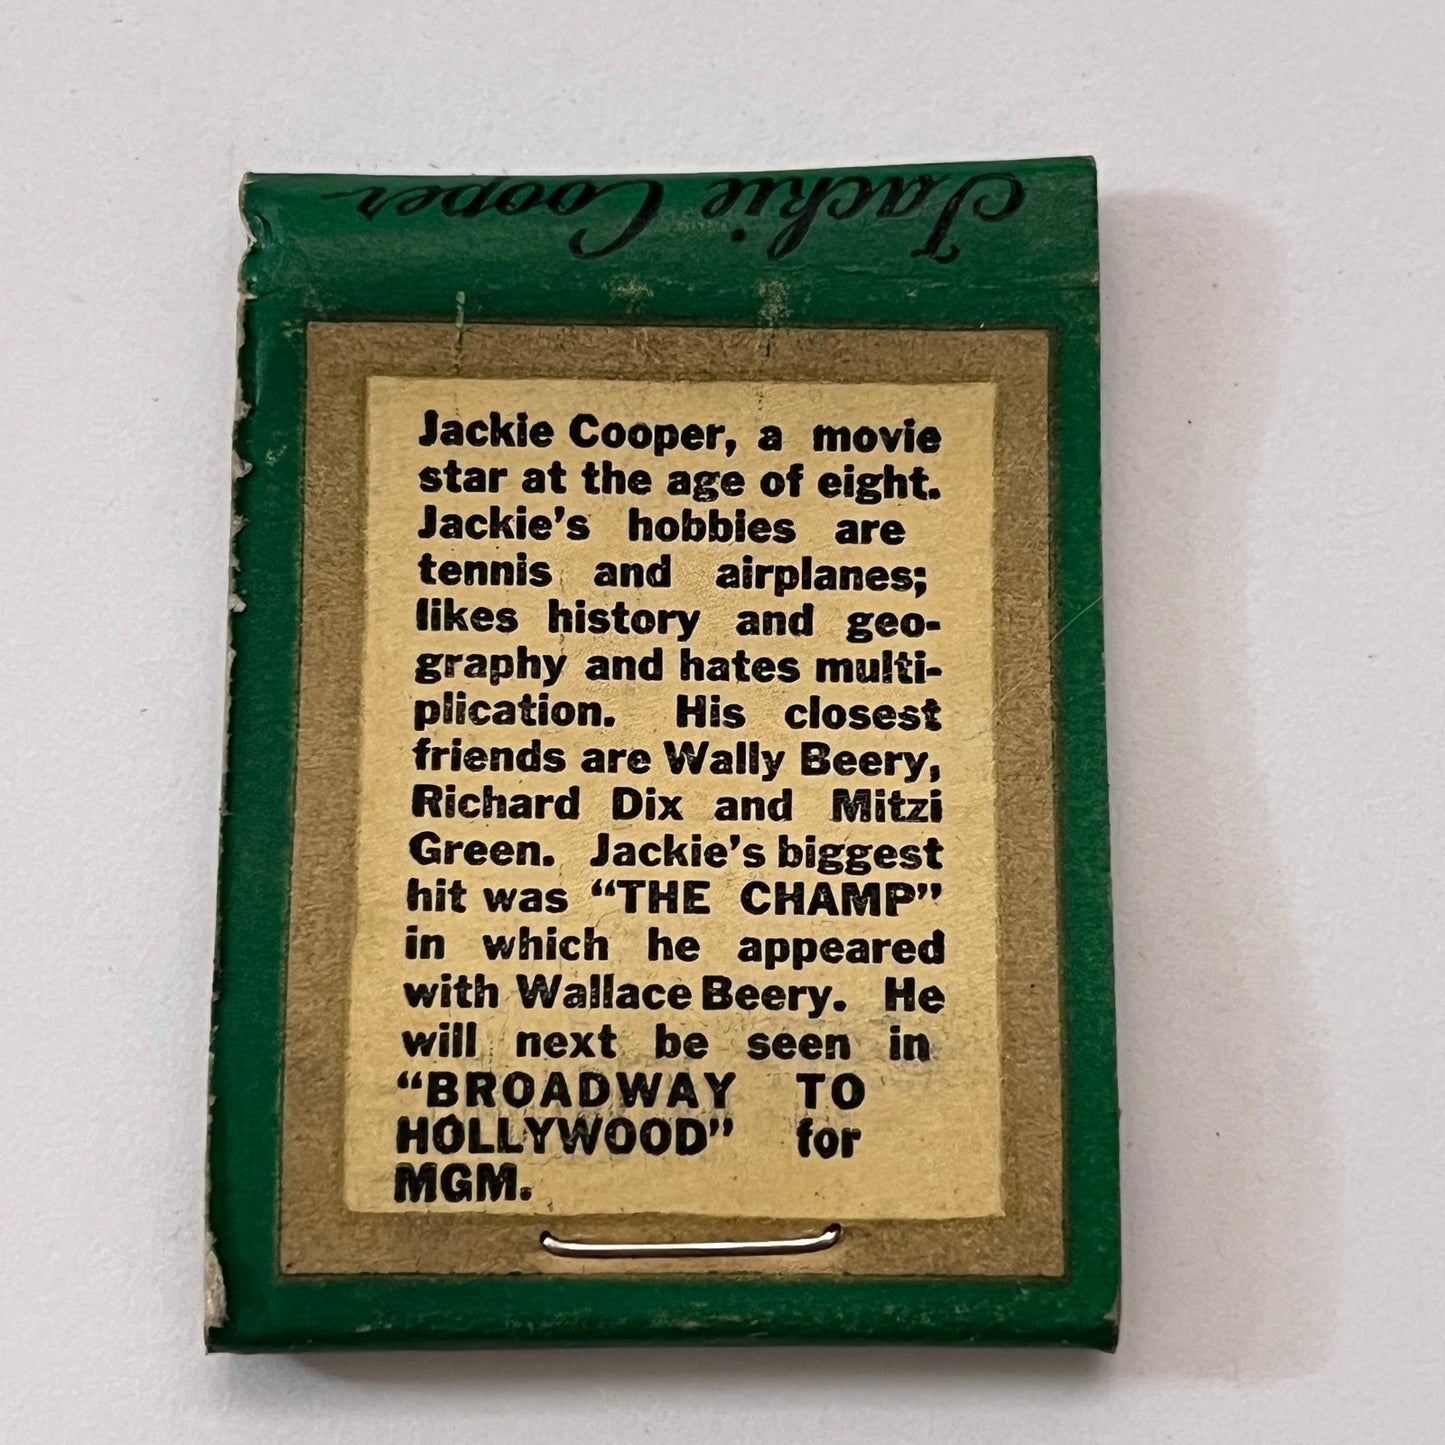 Jackie Cooper
Jackie Cooper, a movie
star at the age of eight.
Jackie's hobbies are
tennis and airplanes;
likes history and geo-
graphy and hates multi-
plication. His closest
friends are Wally Beery,
Richard Dix and Mitzi
Green. Jackie's biggest
hit was "THE CHAMP"
in which he appeared
with Wallace Beery. He
will next be seen in
"BROADWAY TO
HOLLYWOOD" for
MGM.